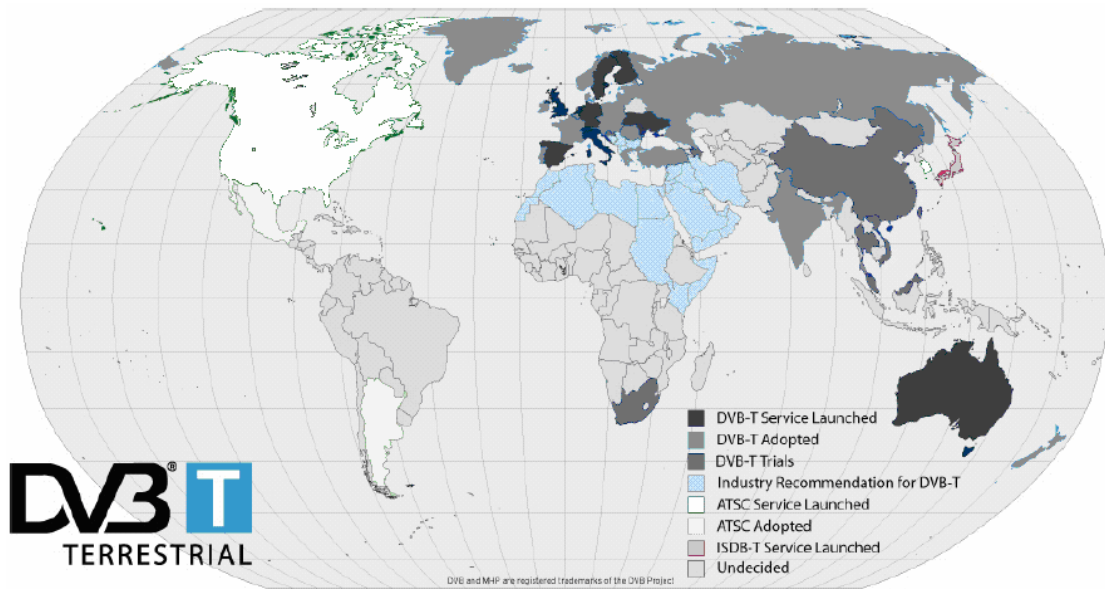 DVB-T Service Launched
DVB-T Adopted
DVB-T Trials
Industry Recommendation for DVB-T
ATSC Service Launched
ATSC Adopted
ISDB-T Service Launched
Undecided
DVB® T
TERRESTRIAL
DVB and MHP are registered trademarks of the DVB Project